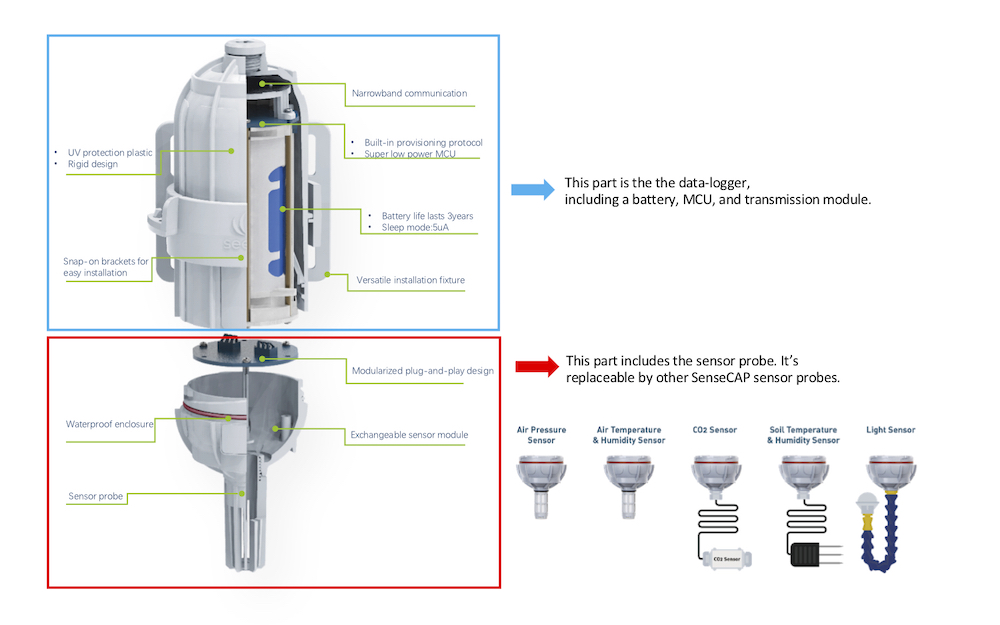 Narrowband communication
• Built-in provisioning protocol
• Super low power MCU
• UV protection plastic
• Rigid design
This part is the the data-logger,
including a battery, MCU, and transmission module.
• Battery life lasts 3years
• Sleep mode:5uA
Snap-on brackets for
easy installation
Versatile installation fixture
This part includes the sensor probe. It's
replaceable by other SenseCAP sensor probes.
Modularized plug-and-play design
Waterproof enclosure
Exchangeable sensor module
Sensor probe
Air Pressure
Sensor
Air Temperature
& Humidity Sensor
CO2 Sensor
Soil Temperature
& Humidity Sensor
Light Sensor
CO2 Sensor